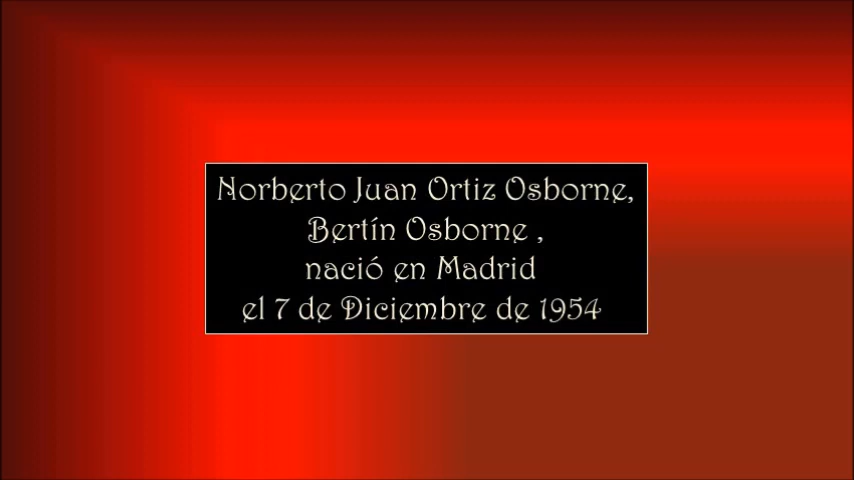 Norberto Juan Ortiz Osborne,
Bertín Osborne ,
nació en Madrid
el 7 de Diciembre de 1954